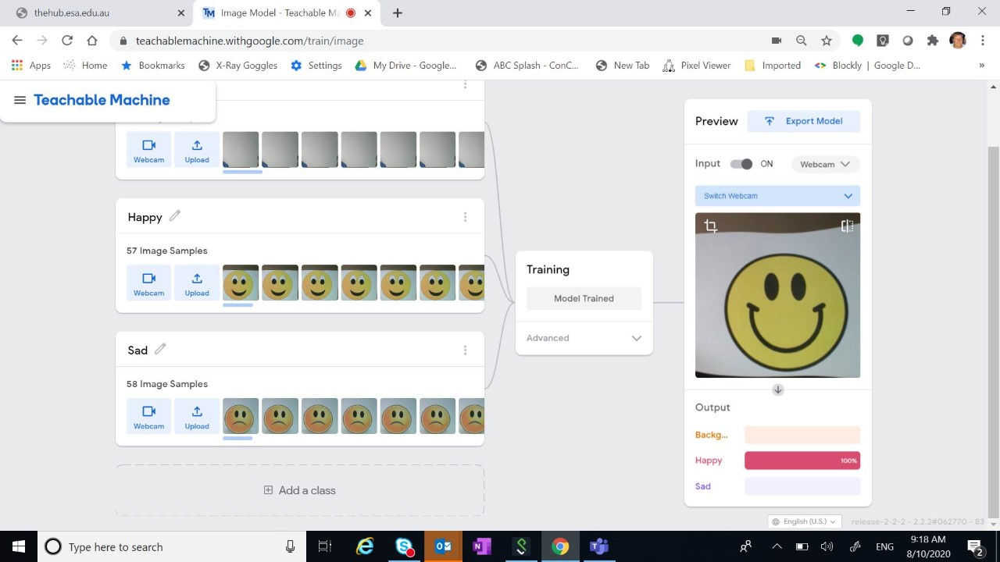 thehub.esa.edu.au
Image Model - Teachable Ma
teachablemachine.withgoogle.com/train/image
Apps Home Bookmarks X-Ray Goggles Settings My Drive - Google... ABC Splash - ConC... New Tab Pixel Viewer Imported Blockly | Google D... »
Teachable Machine
Webcam Upload
Happy
57 Image Samples
Webcam Upload
Sad
58 Image Samples
Webcam Upload
Add a class
Training
Model Trained
Advanced
Preview Export Model
Input ON Webcam
Switch Webcam
Output
Backg...
Happy 100%
Sad
English (U.S.) release-2-2-2 - 2.2.2#062770 - 83
Type here to search
ENG
9:18 AM
8/10/2020
2